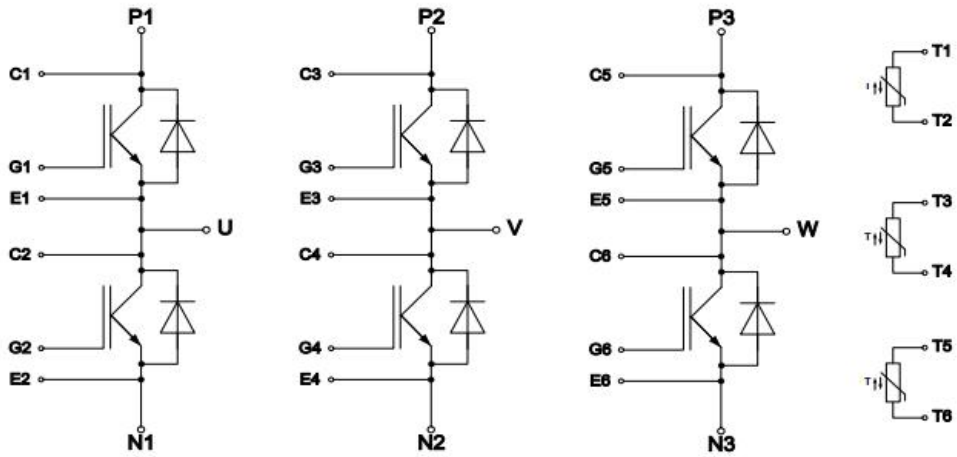 P1 P2 P3
C1 C3 C5 T1
T2
G1 G3 G5
E1 E3 E5 T3
U V W
C2 C4 C6 T
T4
G2 G4 G6 T5
E2 E4 E6 T
T6
N1 N2 N3